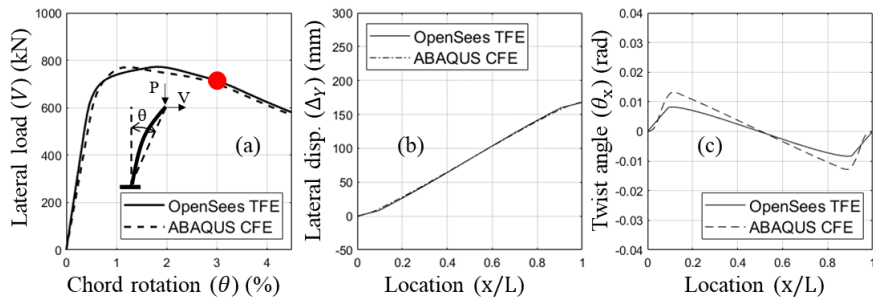 Lateral load (V) (kN)
1000
800
600
400
200
0
0
1
2
3
4
Chord rotation (θ) (%)
P
V
θ
(a)
OpenSees TFE
ABAQUS CFE
Lateral disp. (Δ_Y) (mm)
300
250
200
150
100
50
0
-50
0
0.2
0.4
0.6
0.8
1
Location (x/L)
OpenSees TFE
ABAQUS CFE
(b)
Twist angle (θ_x) (rad)
0.04
0.03
0.02
0.01
0
-0.01
-0.02
-0.03
-0.04
0
0.2
0.4
0.6
0.8
1
Location (x/L)
(c)
OpenSees TFE
ABAQUS CFE